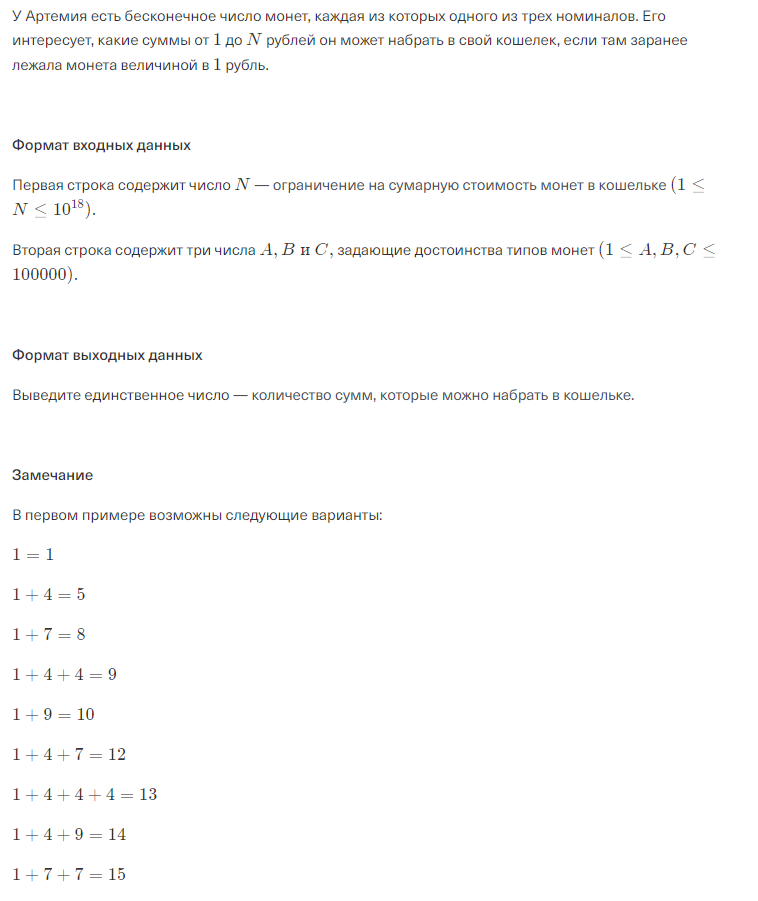 У Артемия есть бесконечное число монет, каждая из которых одного из трех номиналов. Его
интересует, какие суммы от 1 до N рублей он может набрать в свой кошелек, если там заранее
лежала монета величиной в 1 рубль.
Формат входных данных
Первая строка содержит число N — ограничение на сумарную стоимость монет в кошельке (1 ≤
N ≤ 10^18).
Вторая строка содержит три числа A, B и C, задающие достоинства типов монет (1 ≤ A, B, C ≤
100000).
Формат выходных данных
Выведите единственное число — количество сумм, которые можно набрать в кошельке.
Замечание
В первом примере возможны следующие варианты:
1 = 1
1 + 4 = 5
1 + 7 = 8
1 + 4 + 4 = 9
1 + 9 = 10
1 + 4 + 7 = 12
1 + 4 + 4 + 4 = 13
1 + 4 + 9 = 14
1 + 7 + 7 = 15